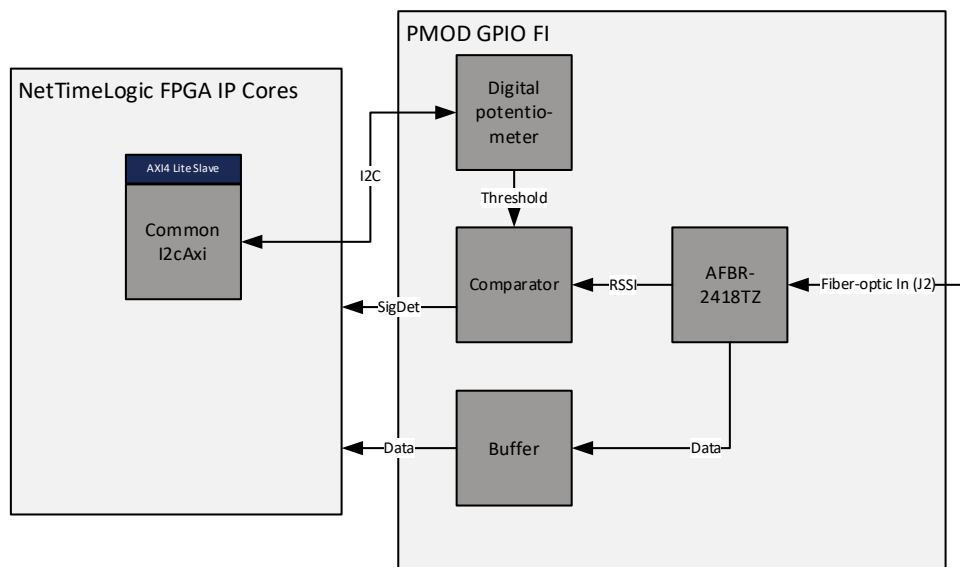 PMOD GPIO FI
NetTimeLogic FPGA IP Cores
Digital
potentio-
meter
AXI4 Lite Slave
I2C
Threshold
Common
I2cAxi
Comparator
RSSI
AFBR-
2418TZ
Fiber-optic In (J2)
SigDet
Data
Buffer
Data